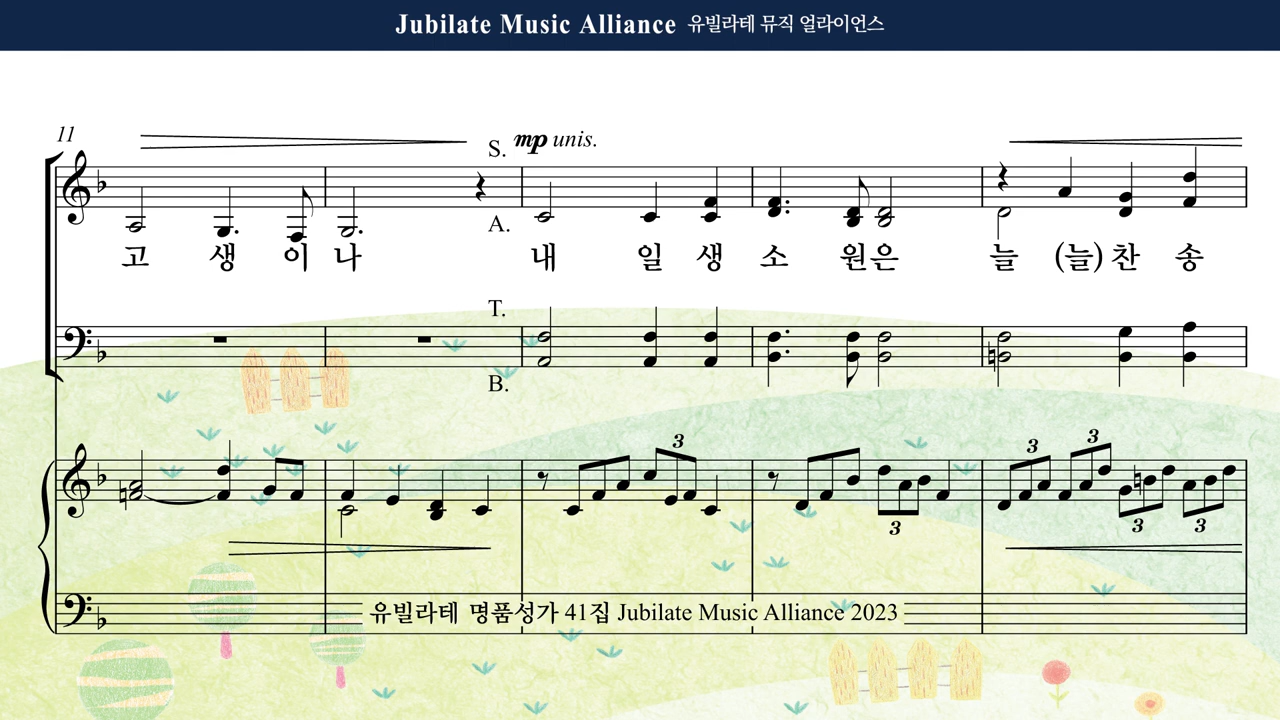 Jubilate Music Alliance 유빌라테 뮤직 얼라이언스
11
S. mp unis.
A.
고 생 이 나 내 일 생 소 원 은 늘 (늘) 찬 송
T.
B.
3 3 3
3 3 3
유빌라테 명품성가 41집 Jubilate Music Alliance 2023